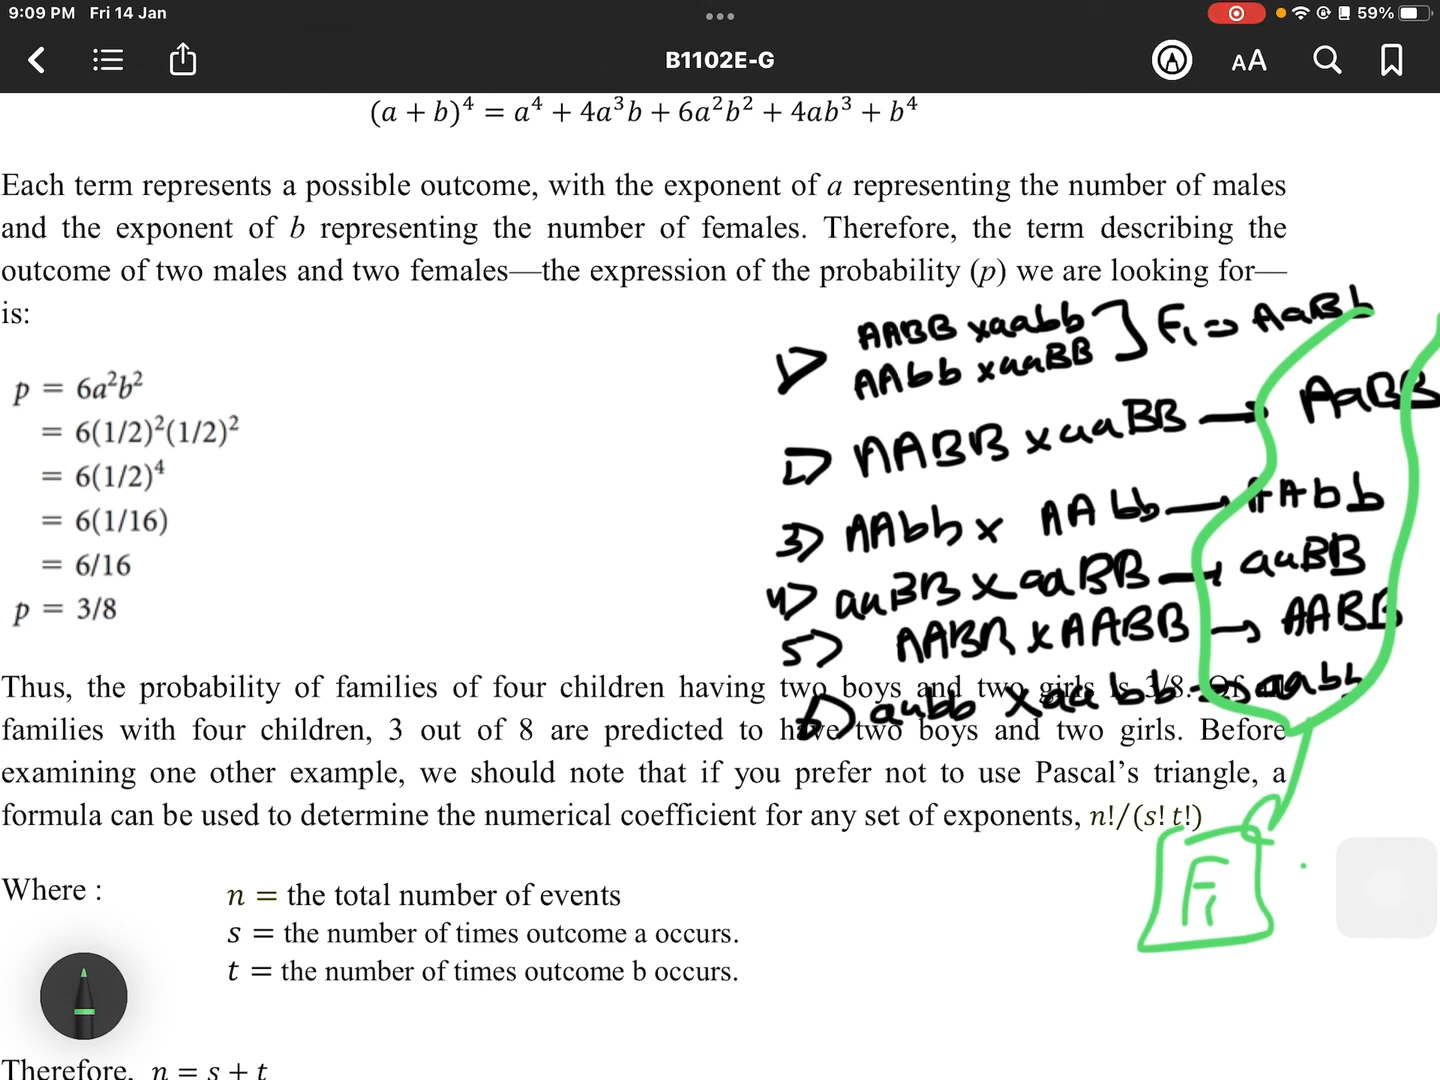 9:09 PM Fri 14 Jan
59%
B1102E-G
AA
(a + b)⁴ = a⁴ + 4a³b + 6a²b² + 4ab³ + b⁴
Each term represents a possible outcome, with the exponent of a representing the number of males
and the exponent of b representing the number of females. Therefore, the term describing the
outcome of two males and two females—the expression of the probability (p) we are looking for—
is:
p = 6a²b²
= 6(1/2)²(1/2)²
= 6(1/2)⁴
= 6(1/16)
= 6/16
p = 3/8
1) AABB x aabb
AAbb x aaBB ] F₁ => AaBb
2) AABB x aaBB → AaBB
3) AAbb x AAbb → AAbb
4) aaBB x aaBB → aaBB
5) AABB x AABB → AABB
6) aabb x aabb → aabb
Thus, the probability of families of four children having two boys and two girls is 3/8. Of all
families with four children, 3 out of 8 are predicted to have two boys and two girls. Before
examining one other example, we should note that if you prefer not to use Pascal's triangle, a
formula can be used to determine the numerical coefficient for any set of exponents, n!/(s! t!)
F₁
Where :
n = the total number of events
s = the number of times outcome a occurs.
t = the number of times outcome b occurs.
Therefore, n = s + t